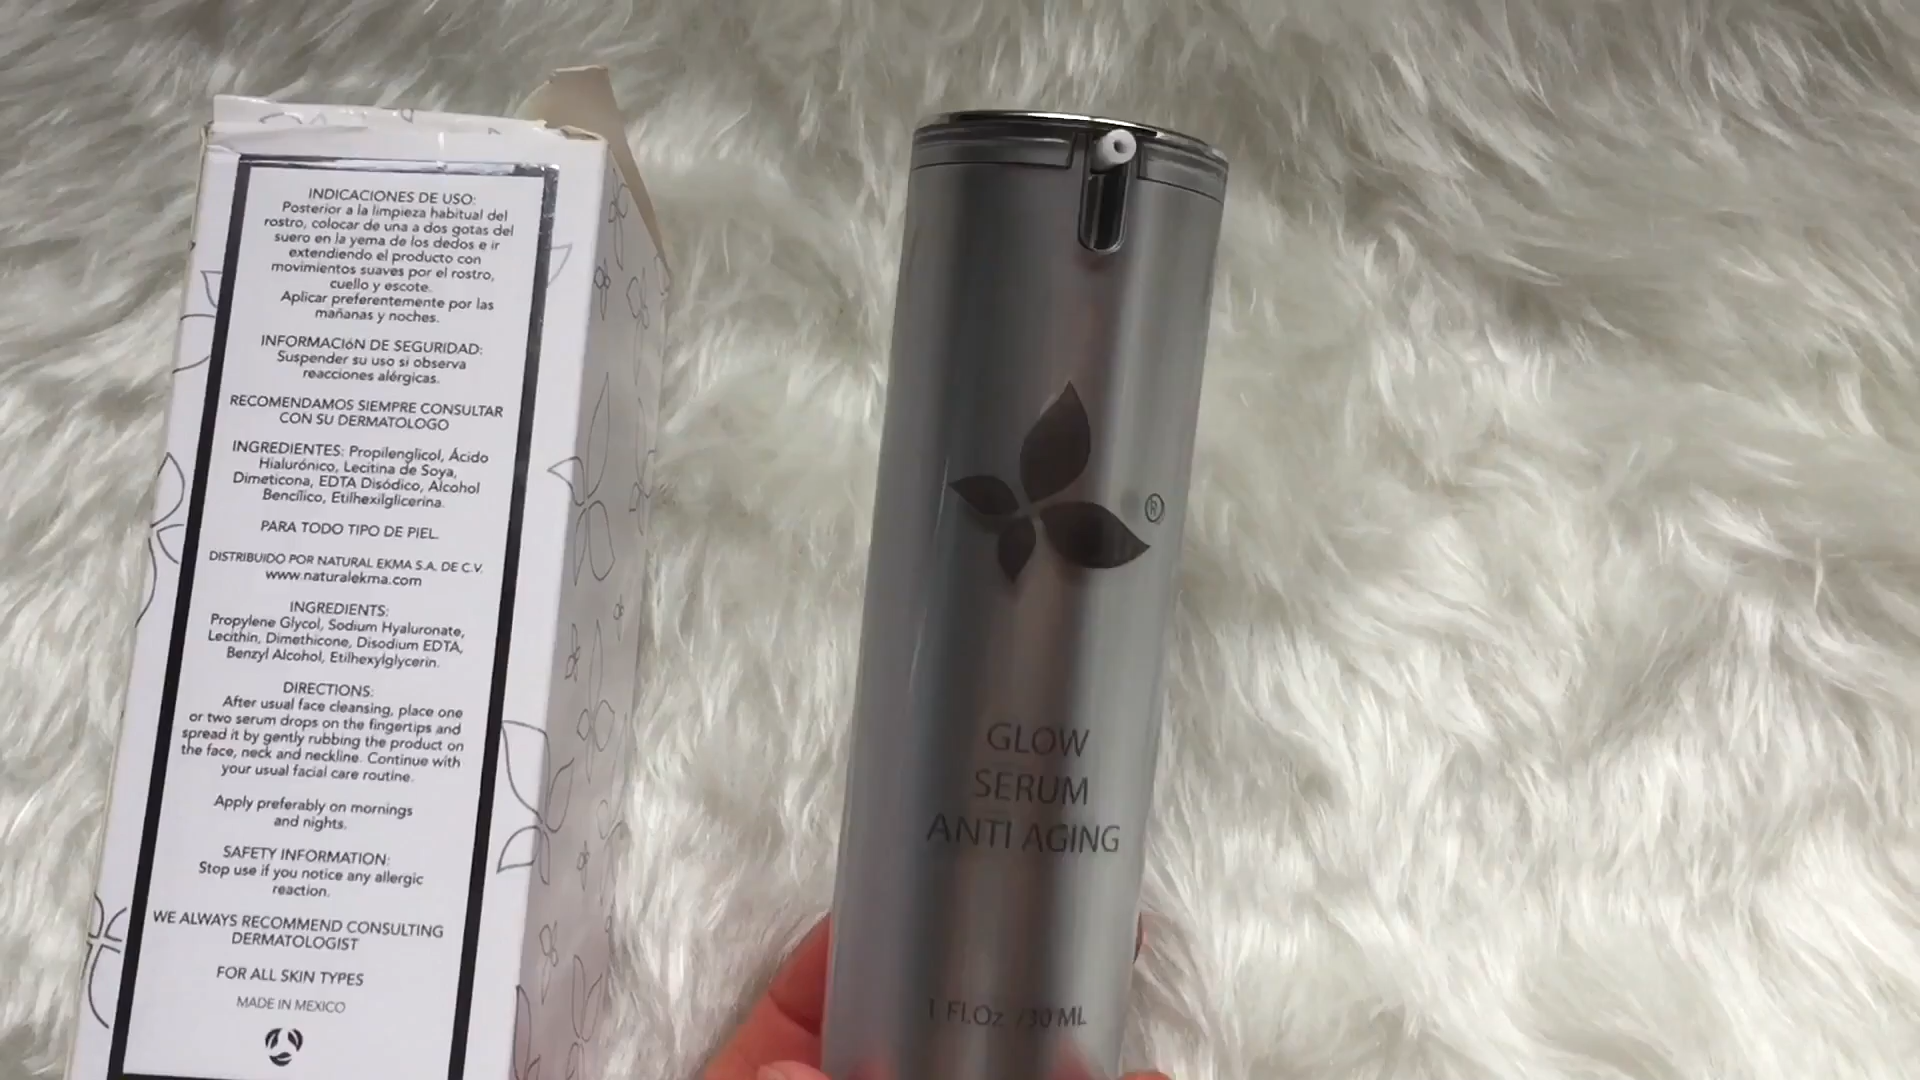 INDICACIONES DE USO:
Posterior a la limpieza habitual del
rostro, colocar de una a dos gotas del
suero en la yema de los dedos e ir
extendiendo el producto con
movimientos suaves por el rostro,
cuello y escote.
Aplicar preferentemente por las
mañanas y noches.
INFORMACIóN DE SEGURIDAD:
Suspender su uso si observa
reacciones alérgicas.
RECOMENDAMOS SIEMPRE CONSULTAR
CON SU DERMATOLOGO
INGREDIENTES: Propilenglicol, Ácido
Hialurónico, Lecitina de Soya,
Dimeticona, EDTA Disódico, Alcohol
Bencílico, Etilhexilglicerina.
PARA TODO TIPO DE PIEL.
DISTRIBUIDO POR NATURAL EKMA S.A. DE C.V.
www.naturalekma.com
INGREDIENTS:
Propylene Glycol, Sodium Hyaluronate,
Lecithin, Dimethicone, Disodium EDTA,
Benzyl Alcohol, Etilhexylglycerin.
DIRECTIONS:
After usual face cleansing, place one
or two serum drops on the fingertips and
spread it by gently rubbing the product on
the face, neck and neckline. Continue with
your usual facial care routine.
Apply preferably on mornings
and nights.
SAFETY INFORMATION:
Stop use if you notice any allergic
reaction.
WE ALWAYS RECOMMEND CONSULTING
DERMATOLOGIST
FOR ALL SKIN TYPES
MADE IN MEXICO
®
GLOW
SERUM
ANTI AGING
1 Fl.Oz /30 ML